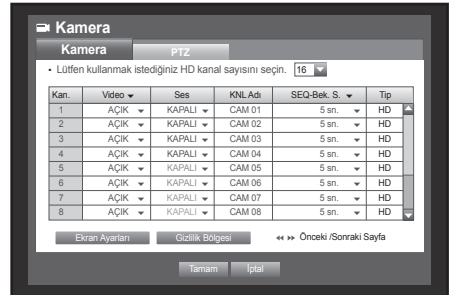 Kamera
Kamera PTZ
• Lütfen kullanmak istediğiniz HD kanal sayısını seçin. 16
Kan. Video Ses KNL Adı SEQ-Bek. S. Tip
1 AÇIK KAPALI CAM 01 5 sn. HD
2 AÇIK KAPALI CAM 02 5 sn. HD
3 AÇIK KAPALI CAM 03 5 sn. HD
4 AÇIK KAPALI CAM 04 5 sn. HD
5 AÇIK KAPALI CAM 05 5 sn. HD
6 AÇIK KAPALI CAM 06 5 sn. HD
7 AÇIK KAPALI CAM 07 5 sn. HD
8 AÇIK KAPALI CAM 08 5 sn. HD
Ekran Ayarları Gizlilik Bölgesi Önceki /Sonraki Sayfa
Tamam İptal